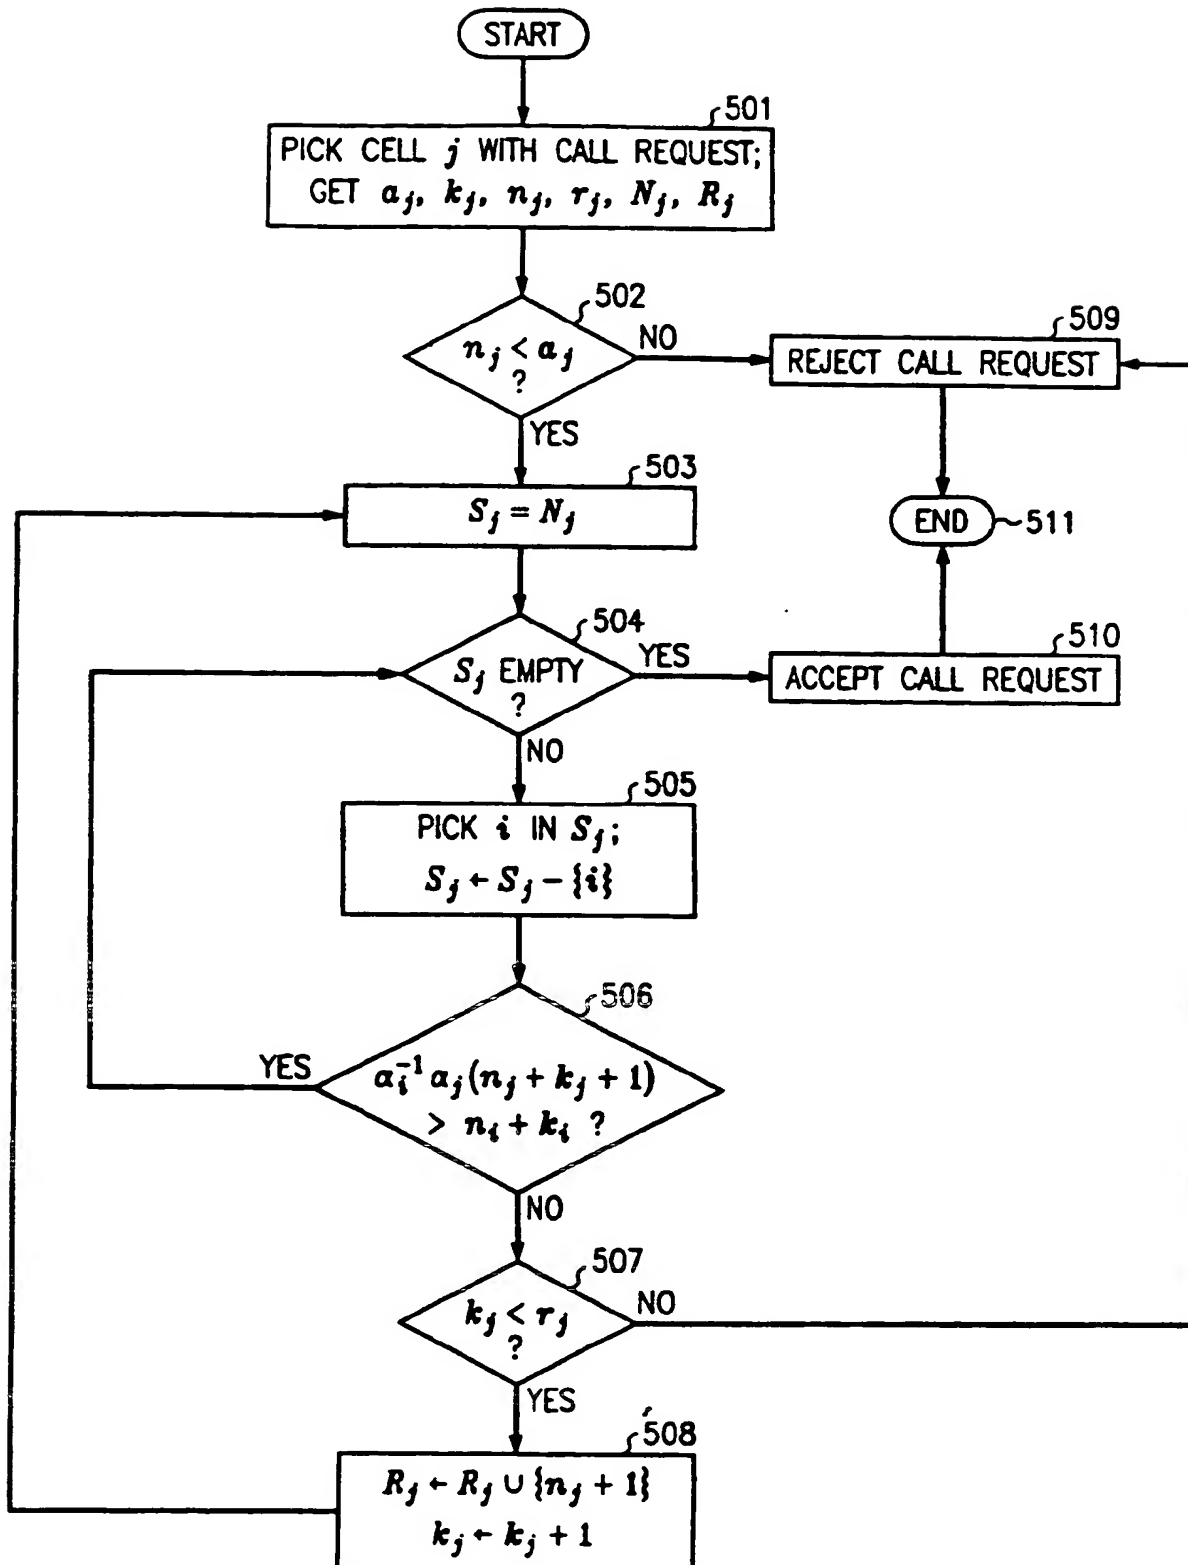 START
501
PICK CELL j WITH CALL REQUEST;
GET a_j, k_j, n_j, r_j, N_j, R_j
502
n_j < a_j
?
NO
YES
509
REJECT CALL REQUEST
503
S_j = N_j
END
511
504
S_j EMPTY
?
YES
NO
510
ACCEPT CALL REQUEST
505
PICK i IN S_j;
S_j ← S_j − {i}
506
α_i^{-1} α_j(n_j + k_j + 1)
> n_i + k_i ?
YES
NO
507
k_j < r_j
?
NO
YES
508
R_j ← R_j ∪ {n_j + 1}
k_j ← k_j + 1